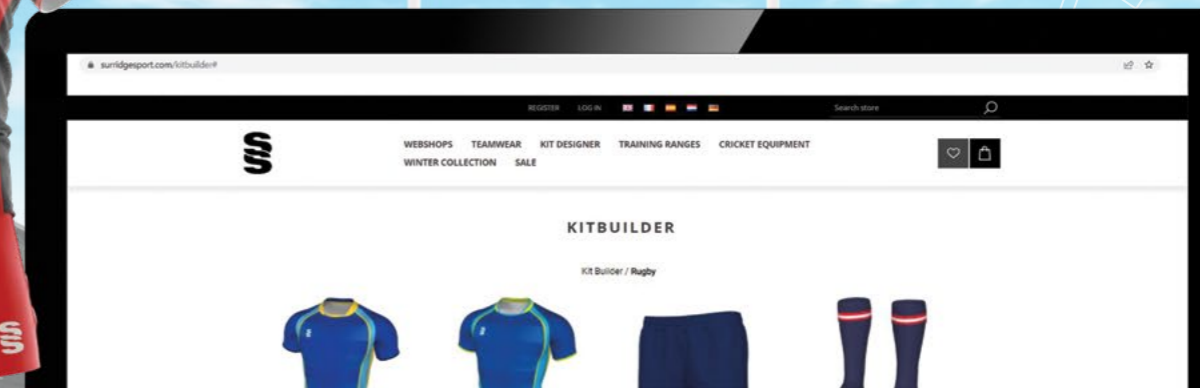 surridgesport.com/kitbuilder#
REGISTER LOG IN Search store
WEBSHOPS TEAMWEAR KIT DESIGNER TRAINING RANGES CRICKET EQUIPMENT
WINTER COLLECTION SALE
KITBUILDER
Kit Builder / Rugby